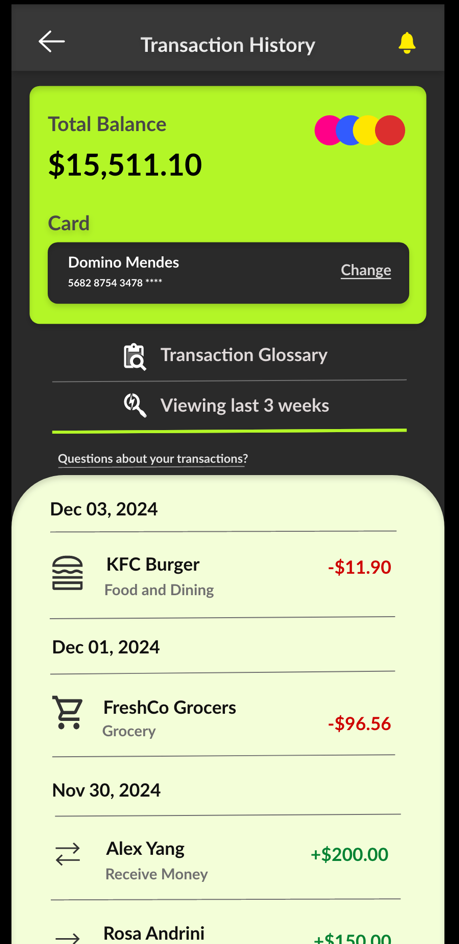 Transaction History
Total Balance
$15,511.10
Card
Domino Mendes
5682 8754 3478 ****
Change
Transaction Glossary
Viewing last 3 weeks
Questions about your transactions?
Dec 03, 2024
KFC Burger
-$11.90
Food and Dining
Dec 01, 2024
FreshCo Grocers
-$96.56
Grocery
Nov 30, 2024
Alex Yang
+$200.00
Receive Money
Rosa Andrini
+$150.00